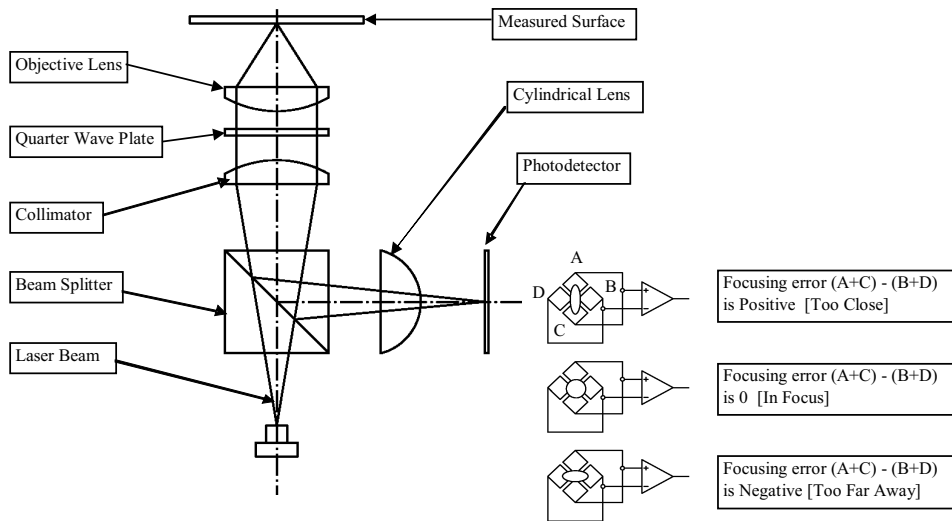 Measured Surface
Objective Lens
Cylindrical Lens
Quarter Wave Plate
Photodetector
Collimator
Beam Splitter
Laser Beam
A
D
B
C
+
−
Focusing error (A+C) - (B+D)
is Positive [Too Close]
+
−
Focusing error (A+C) - (B+D)
is 0 [In Focus]
+
−
Focusing error (A+C) - (B+D)
is Negative [Too Far Away]